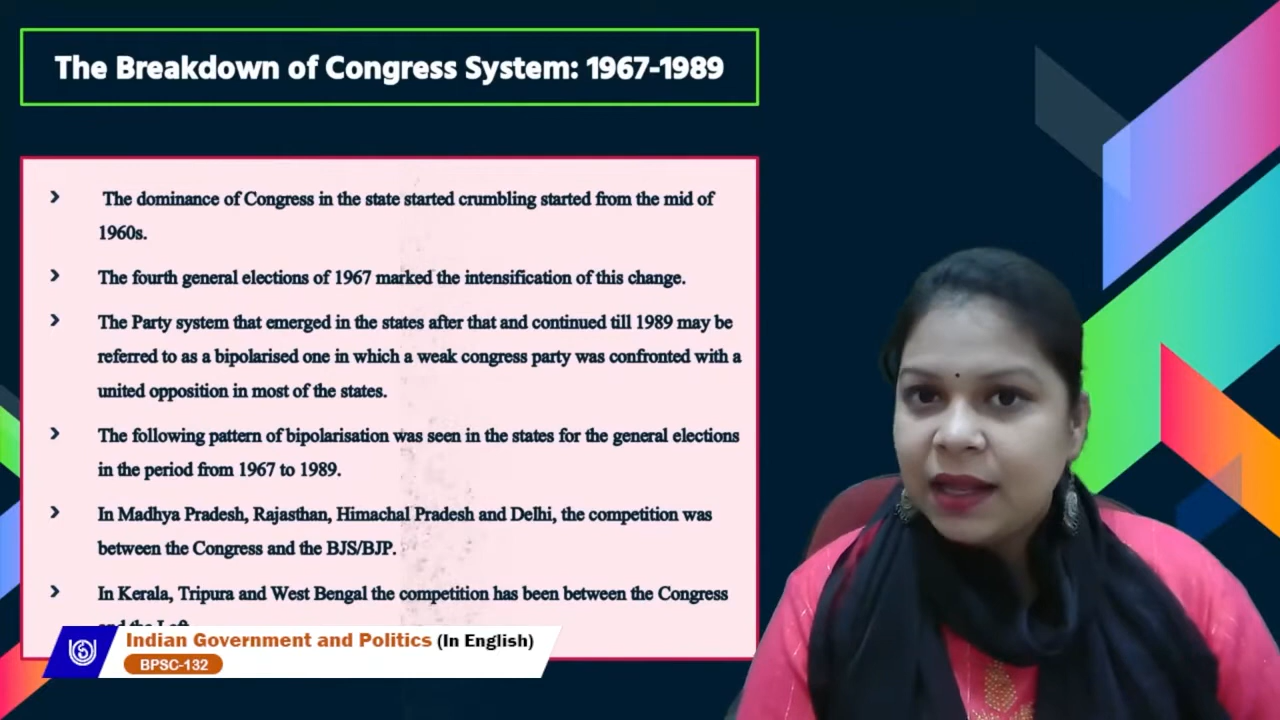 The Breakdown of Congress System: 1967-1989
The dominance of Congress in the state started crumbling started from the mid of
1960s.
The fourth general elections of 1967 marked the intensification of this change.
The Party system that emerged in the states after that and continued till 1989 may be
referred to as a bipolarised one in which a weak congress party was confronted with a
united opposition in most of the states.
The following pattern of bipolarisation was seen in the states for the general elections
in the period from 1967 to 1989.
In Madhya Pradesh, Rajasthan, Himachal Pradesh and Delhi, the competition was
between the Congress and the BJS/BJP.
In Kerala, Tripura and West Bengal the competition has been between the Congress
and the Left
Indian Government and Politics (In English)
BPSC-132